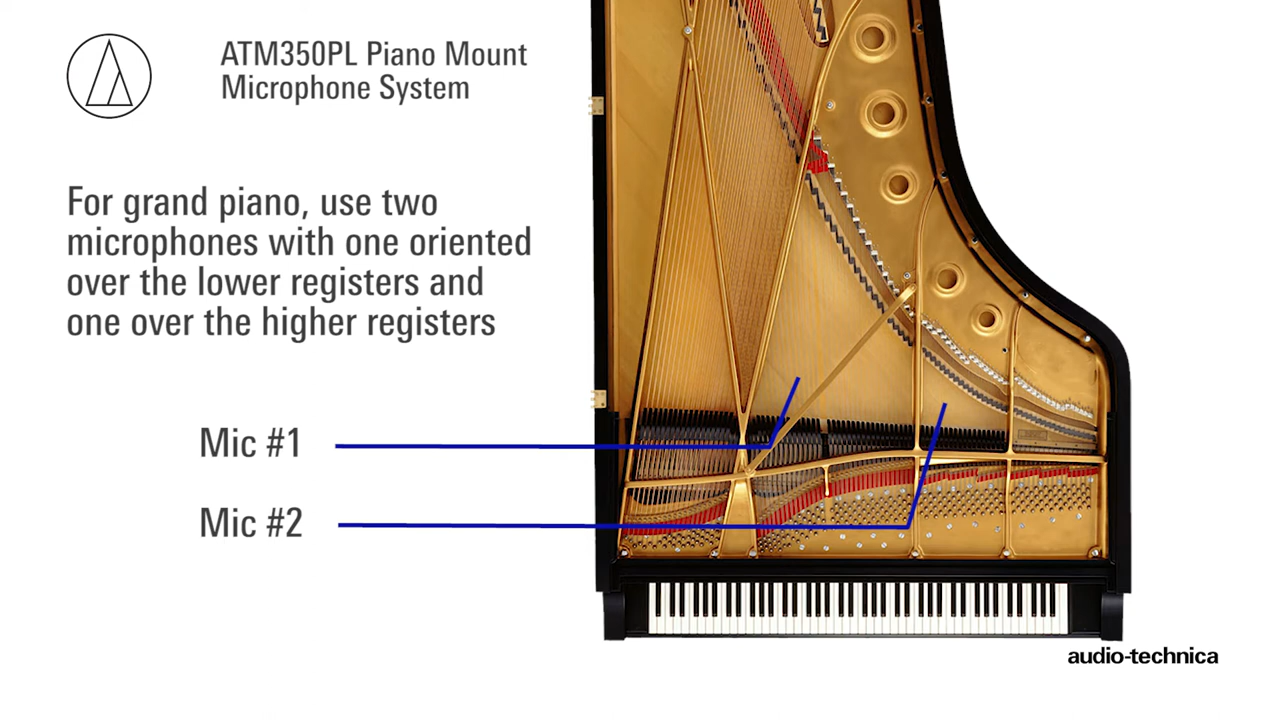 ATM350PL Piano Mount
Microphone System
For grand piano, use two
microphones with one oriented
over the lower registers and
one over the higher registers
Mic #1
Mic #2
audio-technica